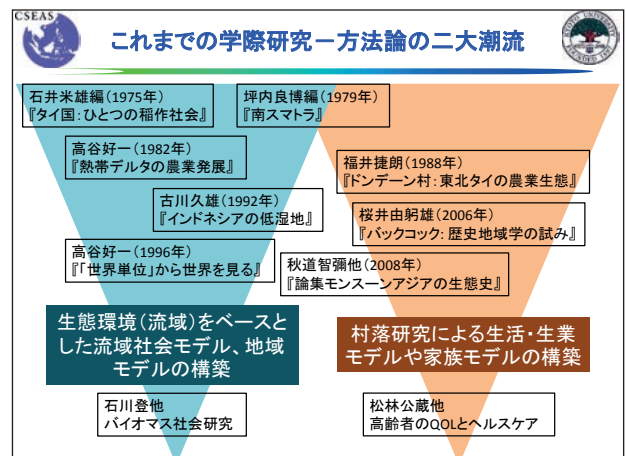 CSEAS
これまでの学際研究－方法論の二大潮流
石井米雄編(1975年)
『タイ国：ひとつの稲作社会』
坪内良博編(1979年)
『南スマトラ』
高谷好一(1982年)
『熱帯デルタの農業発展』
福井捷朗(1988年)
『ドンデーン村：東北タイの農業生態』
古川久雄(1992年)
『インドネシアの低湿地』
桜井由躬雄(2006年)
『バックコック：歴史地域学の試み』
高谷好一(1996年)
『「世界単位」から世界を見る』
秋道智彌他(2008年)
『論集モンスーンアジアの生態史』
生態環境（流域）をベースと
した流域社会モデル、地域
モデルの構築
村落研究による生活・生業
モデルや家族モデルの構築
石川登他
バイオマス社会研究
松林公蔵他
高齢者のQOLとヘルスケア